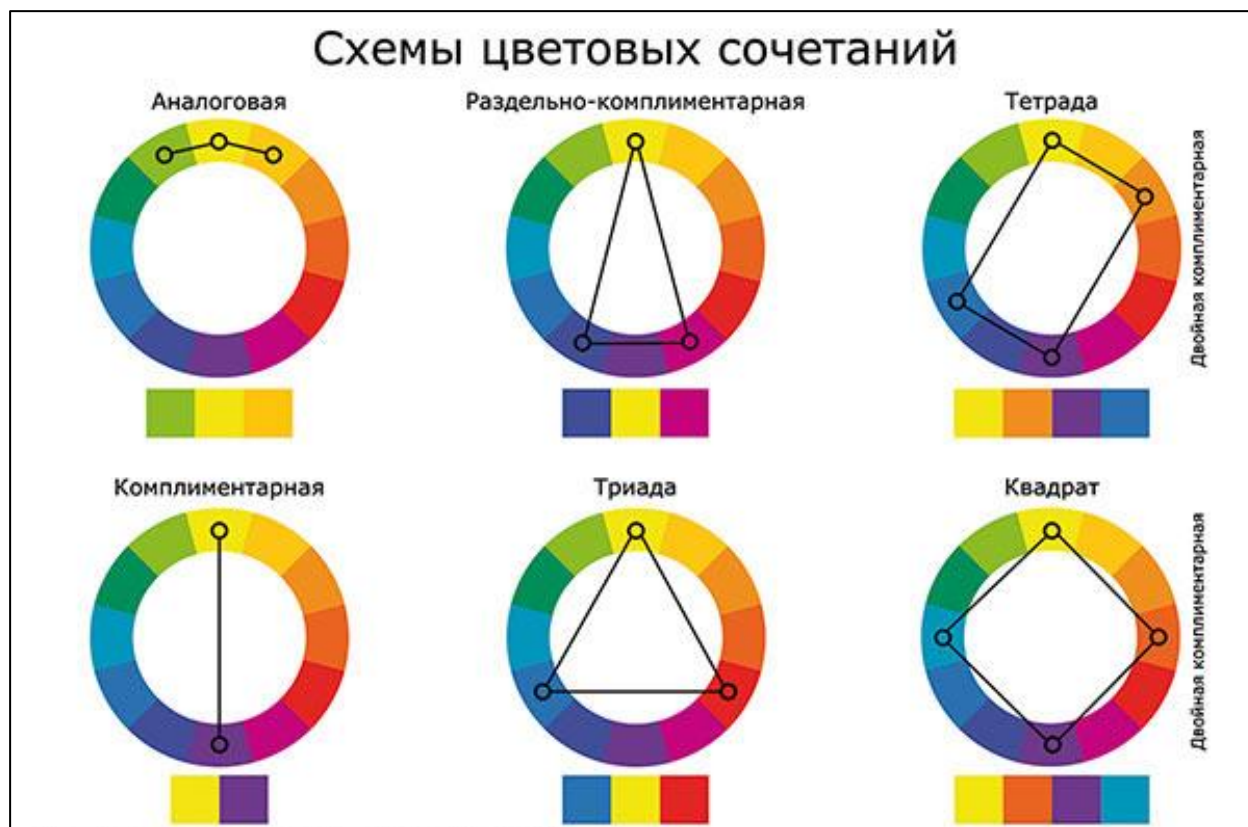 Схемы цветовых сочетаний
Аналоговая
Раздельно-комплиментарная
Тетрада
Двойная комплиментарная
Комплиментарная
Триада
Квадрат
Двойная комплиментарная